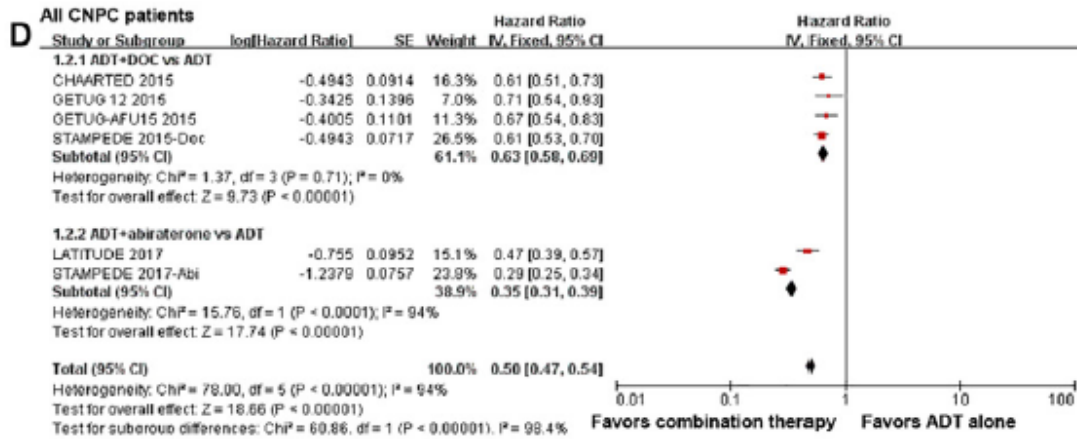 D All CNPC patients
Hazard Ratio Hazard Ratio
Study or Subgroup log[Hazard Ratio] SE Weight IV, Fixed, 95% CI IV, Fixed, 95% CI
1.2.1 ADT+DOC vs ADT
CHAARTED 2015 -0.4943 0.0914 16.3% 0.61 [0.51, 0.73]
GETUG 12 2015 -0.3425 0.1396 7.0% 0.71 [0.54, 0.93]
GETUG-AFU15 2015 -0.4005 0.1101 11.3% 0.67 [0.54, 0.83]
STAMPEDE 2015-Doc -0.4943 0.0717 26.5% 0.61 [0.53, 0.70]
Subtotal (95% CI) 61.1% 0.63 [0.58, 0.69]
Heterogeneity: Chi² = 1.37, df = 3 (P = 0.71); I² = 0%
Test for overall effect: Z = 9.73 (P < 0.00001)
1.2.2 ADT+abiraterone vs ADT
LATITUDE 2017 -0.755 0.0952 15.1% 0.47 [0.39, 0.57]
STAMPEDE 2017-Abi -1.2379 0.0757 23.8% 0.29 [0.25, 0.34]
Subtotal (95% CI) 38.9% 0.35 [0.31, 0.39]
Heterogeneity: Chi² = 15.76, df = 1 (P < 0.0001); I² = 94%
Test for overall effect: Z = 17.74 (P < 0.00001)
Total (95% CI) 100.0% 0.50 [0.47, 0.54]
Heterogeneity: Chi² = 78.00, df = 5 (P < 0.00001); I² = 94%
Test for overall effect: Z = 18.66 (P < 0.00001)
Test for subgroup differences: Chi² = 60.86, df = 1 (P < 0.00001), I² = 98.4%
0.01 0.1 1 10 100
Favors combination therapy Favors ADT alone